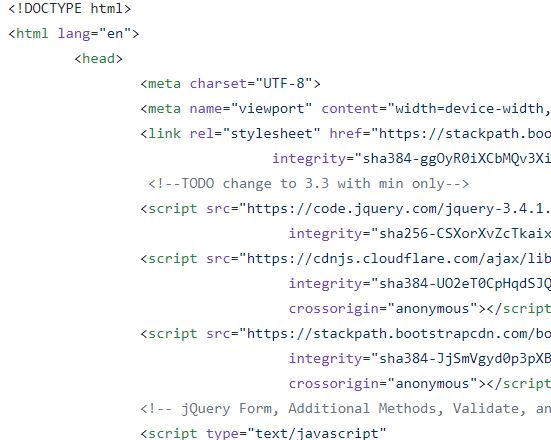 <!DOCTYPE html>
<html lang="en">
<head>
<meta charset="UTF-8">
<meta name="viewport" content="width=device-width,
<link rel="stylesheet" href="https://stackpath.boo
integrity="sha384-ggOyR0iXCbMQv3Xi
<!--TODO change to 3.3 with min only-->
<script src="https://code.jquery.com/jquery-3.4.1.
integrity="sha256-CSXorXvZcTkaix
<script src="https://cdnjs.cloudflare.com/ajax/lib
integrity="sha384-UO2eT0CpHqdSJQ
crossorigin="anonymous"></script
<script src="https://stackpath.bootstrapcdn.com/bo
integrity="sha384-JjSmVgyd0p3pXB
crossorigin="anonymous"></script
<!-- jQuery Form, Additional Methods, Validate, an
<script type="text/javascript"